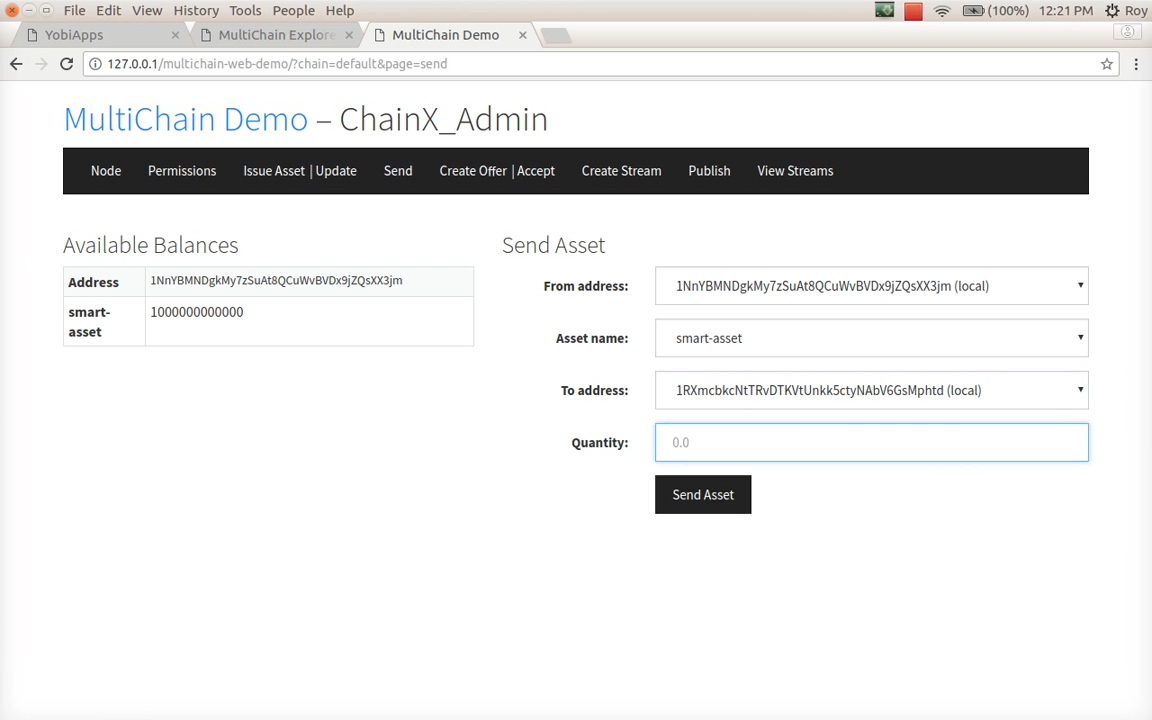 File Edit View History Tools People Help (100%) 12:21 PM Roy
YobiApps MultiChain Explore MultiChain Demo
127.0.0.1/multichain-web-demo/?chain=default&page=send
MultiChain Demo – ChainX_Admin
Node Permissions Issue Asset | Update Send Create Offer | Accept Create Stream Publish View Streams
Available Balances
Address 1NnYBMNDgkMy7zSuAt8QCuWvBVDx9jZQsXX3jm
smart-
asset 1000000000000
Send Asset
From address: 1NnYBMNDgkMy7zSuAt8QCuWvBVDx9jZQsXX3jm (local)
Asset name: smart-asset
To address: 1RXmcbkcNtTRvDTKVtUnkk5ctyNAbV6GsMphtd (local)
Quantity: 0.0
Send Asset